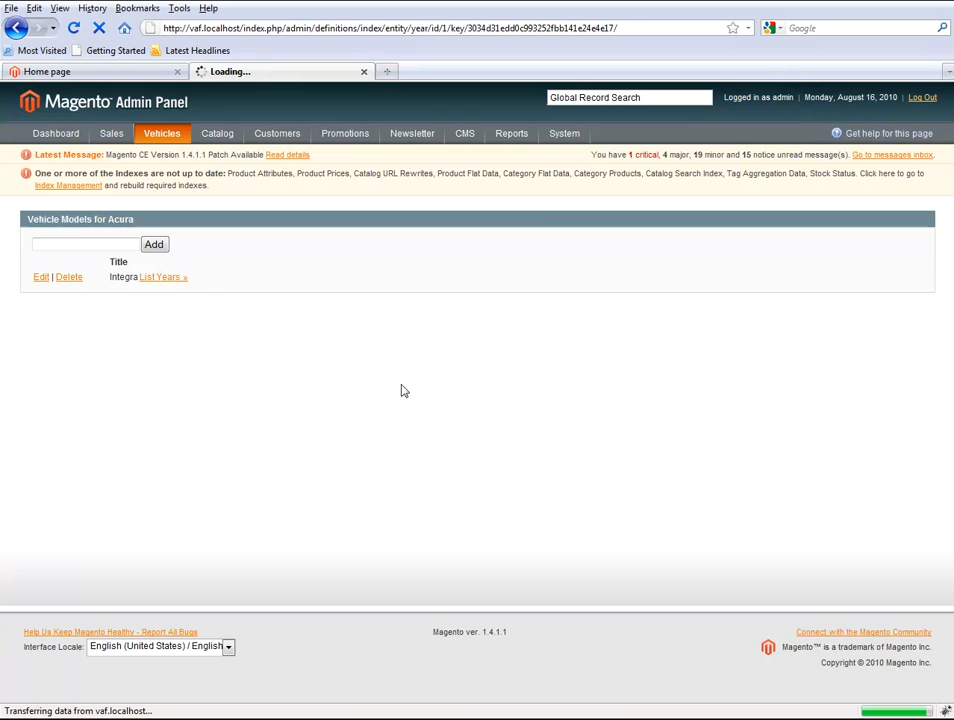 File Edit View History Bookmarks Tools Help
http://vaf.localhost/index.php/admin/definitions/index/entity/year/id/1/key/3034d31edd0c993252fbb141e24e4e17/
Google
Most Visited Getting Started Latest Headlines
Home page Loading...
Magento Admin Panel
Global Record Search
Logged in as admin | Monday, August 16, 2010 | Log Out
Dashboard Sales Vehicles Catalog Customers Promotions Newsletter CMS Reports System Get help for this page
Latest Message: Magento CE Version 1.4.1.1 Patch Available Read details
You have 1 critical, 4 major, 19 minor and 15 notice unread message(s). Go to messages inbox.
One or more of the Indexes are not up to date: Product Attributes, Product Prices, Catalog URL Rewrites, Product Flat Data, Category Flat Data, Category Products, Catalog Search Index, Tag Aggregation Data, Stock Status. Click here to go to
Index Management and rebuild required indexes.
Vehicle Models for Acura
Add
Title
Edit | Delete Integra List Years »
Help Us Keep Magento Healthy - Report All Bugs
Interface Locale: English (United States) / English
Magento ver. 1.4.1.1
Connect with the Magento Community
Magento™ is a trademark of Magento Inc.
Copyright © 2010 Magento Inc.
Transferring data from vaf.localhost...